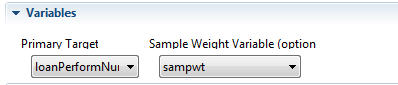 Variables
Primary Target Sample Weight Variable (option
loanPerformNu sampwt